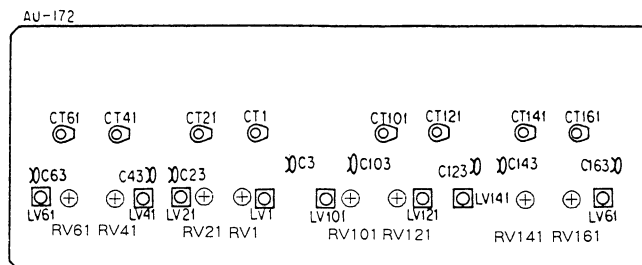 AU-172
CT61 CT41 CT21 CT1 CT101 CT121 CT141 CT161
C63 C43 C23 C3 C103 C123 C143 C163
LV61 LV41 LV21 LV1 LV101 LV121 LV141 LV61
RV61 RV41 RV21 RV1 RV101 RV121 RV141 RV161